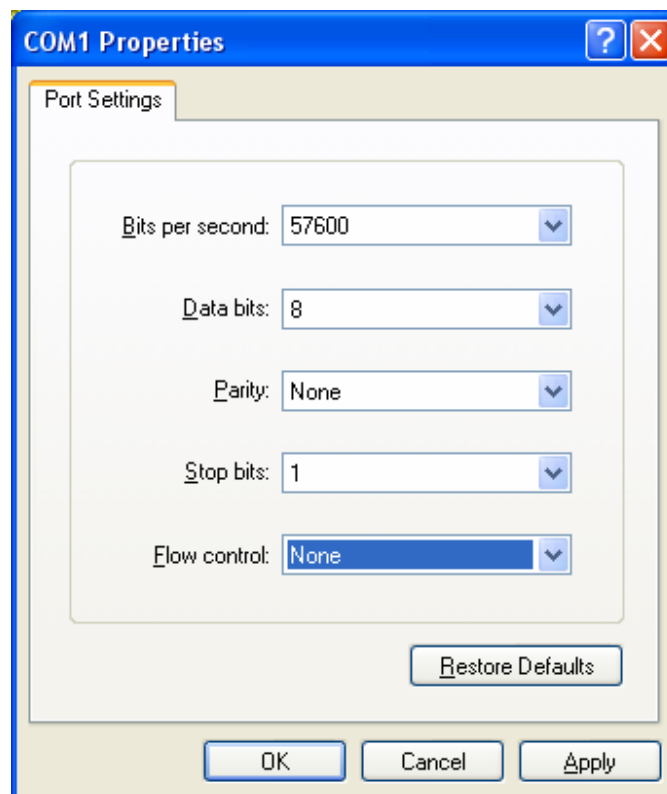 COM1 Properties
Port Settings
Bits per second: 57600
Data bits: 8
Parity: None
Stop bits: 1
Flow control: None
Restore Defaults
OK Cancel Apply